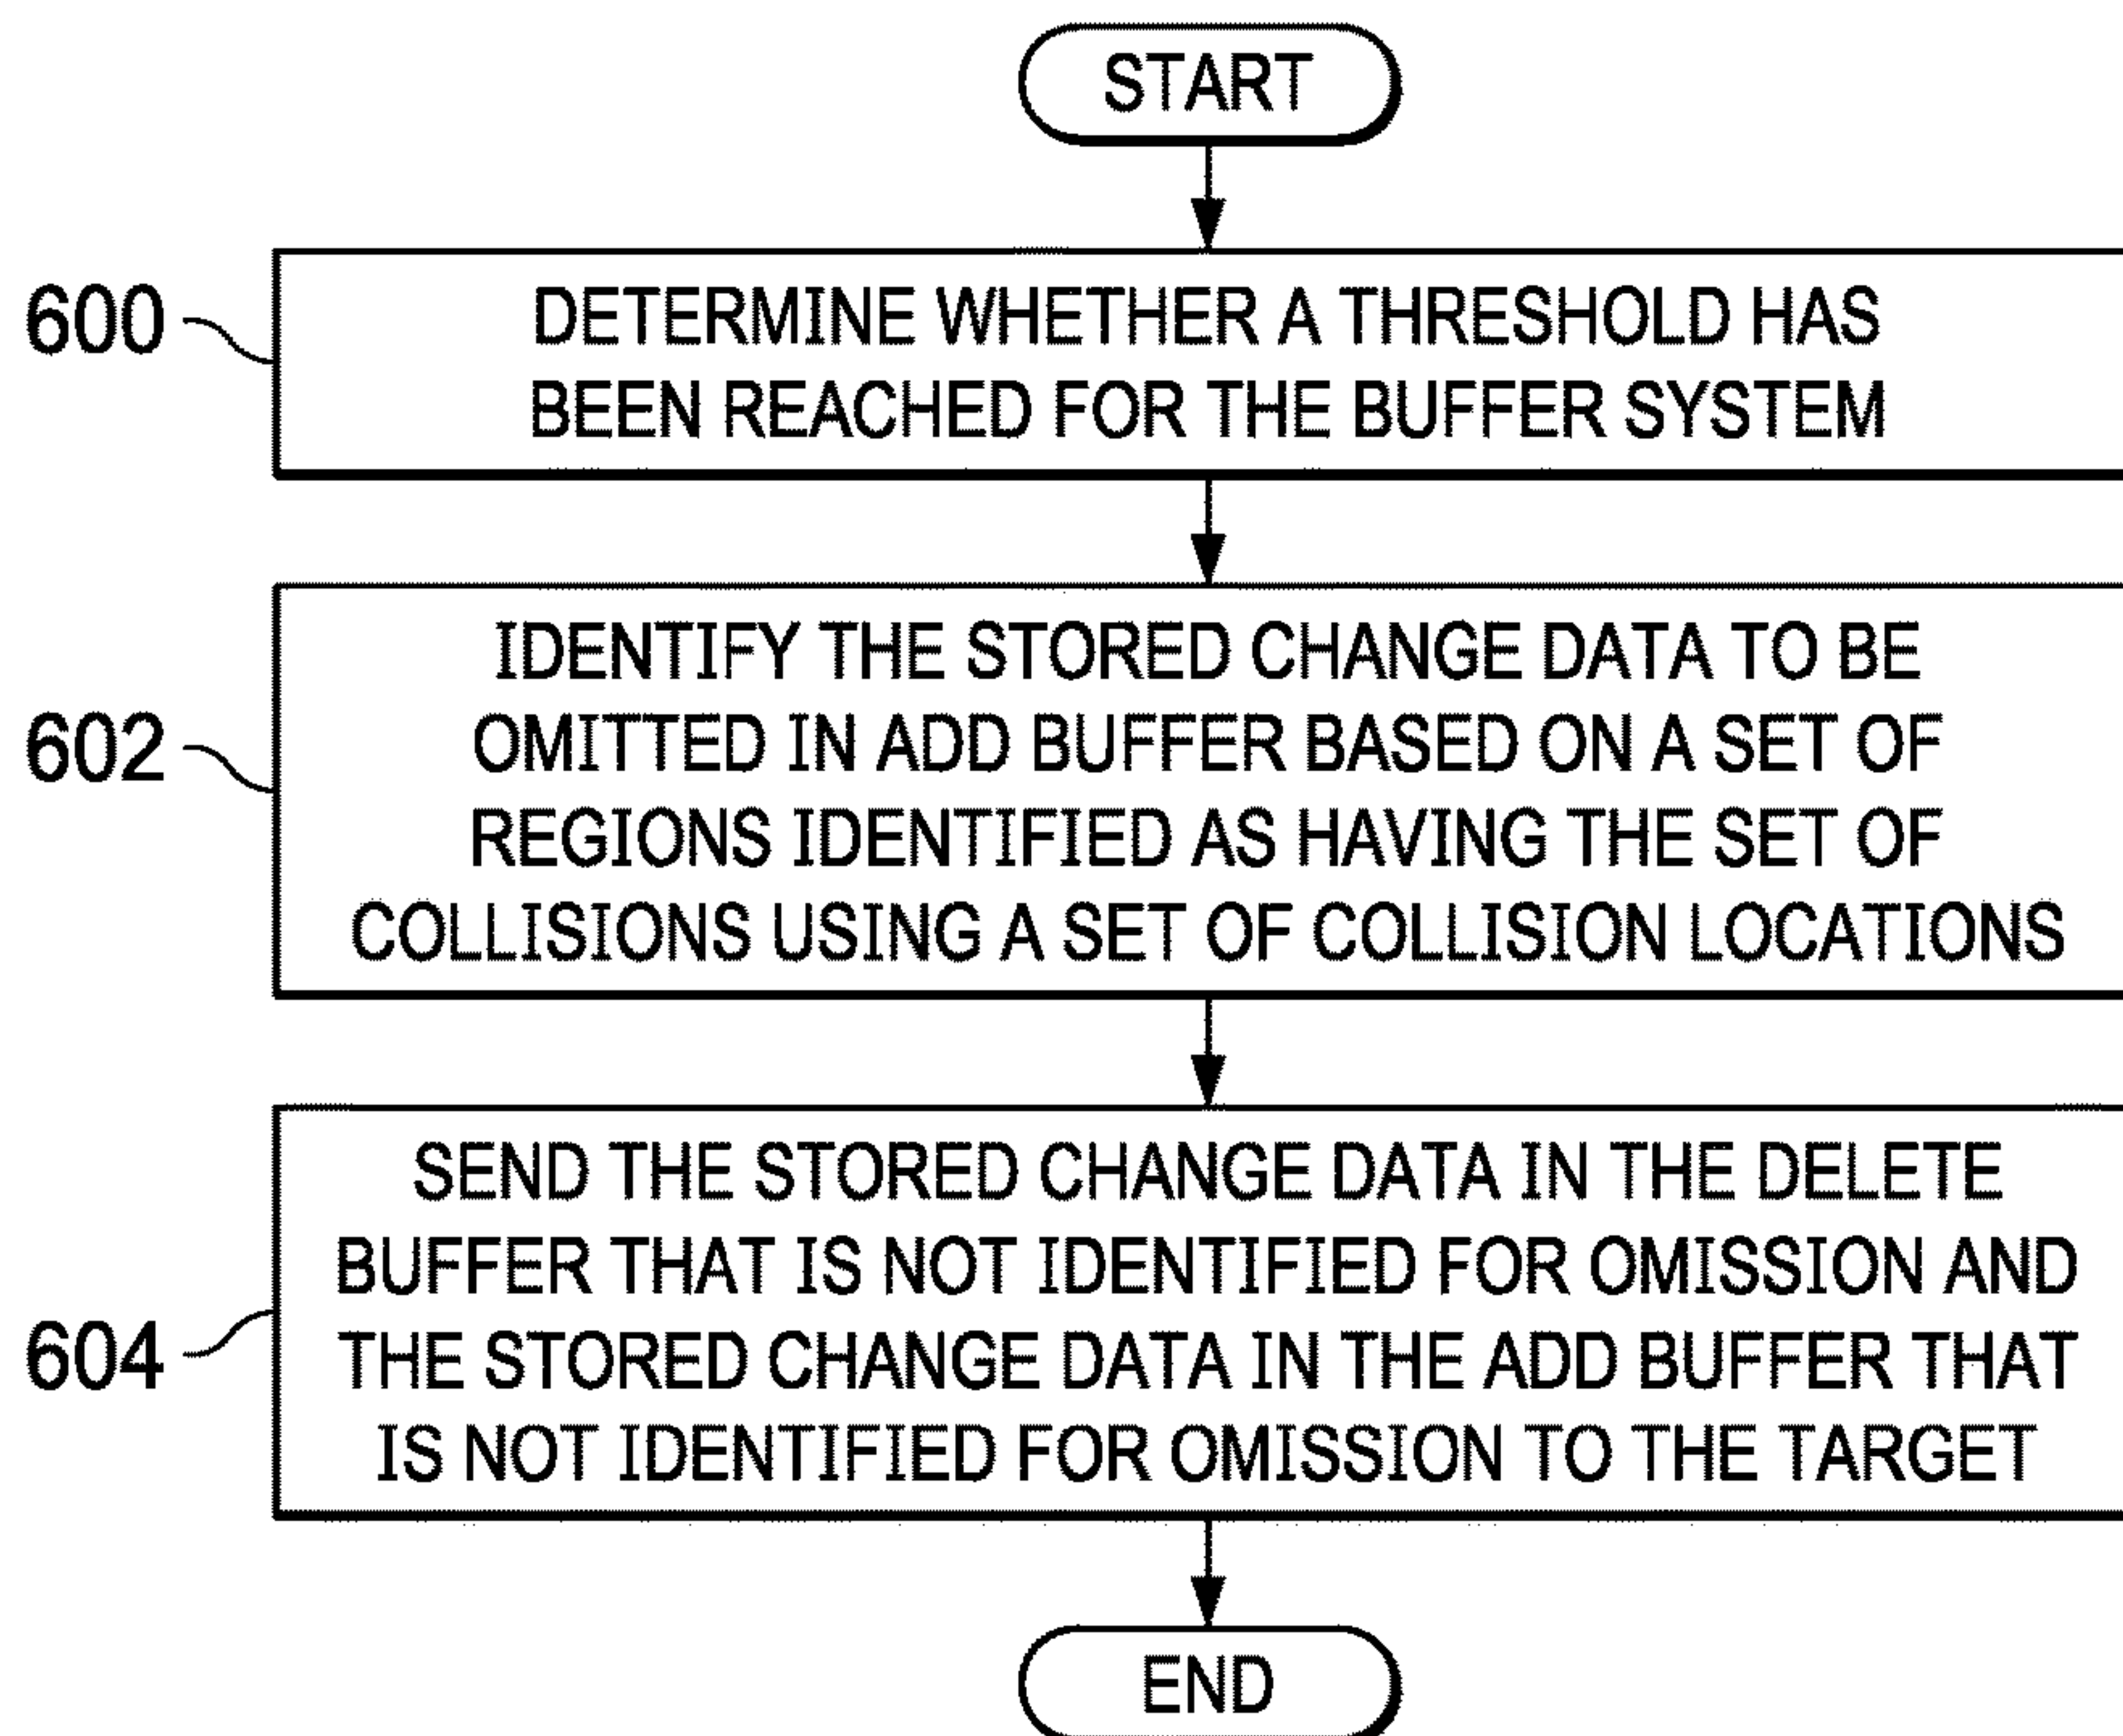 START
600
DETERMINE WHETHER A THRESHOLD HAS
BEEN REACHED FOR THE BUFFER SYSTEM
602
IDENTIFY THE STORED CHANGE DATA TO BE
OMITTED IN ADD BUFFER BASED ON A SET OF
REGIONS IDENTIFIED AS HAVING THE SET OF
COLLISIONS USING A SET OF COLLISION LOCATIONS
604
SEND THE STORED CHANGE DATA IN THE DELETE
BUFFER THAT IS NOT IDENTIFIED FOR OMISSION AND
THE STORED CHANGE DATA IN THE ADD BUFFER THAT
IS NOT IDENTIFIED FOR OMISSION TO THE TARGET
END